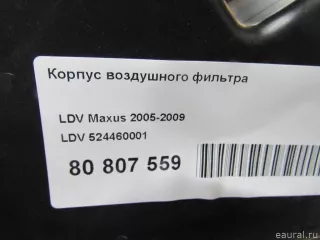 Корпус воздушного фильтра
LDV Maxus 2005-2009
LDV 524460001
80 807 559
eaural.ru